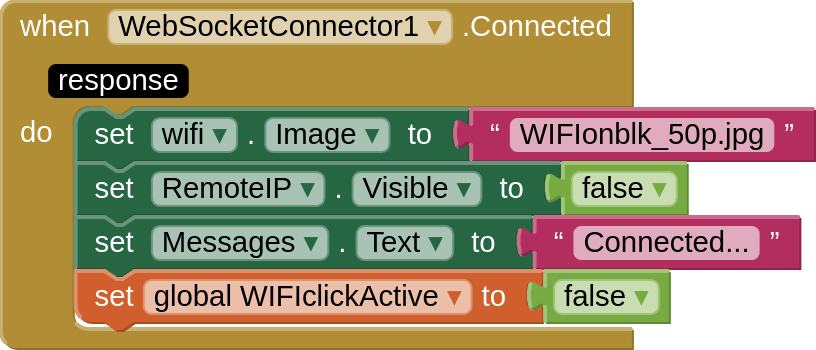 when WebSocketConnector1 ▾ .Connected
response
do set wifi ▾ . Image ▾ to “ WIFIonblk_50p.jpg ”
set RemoteIP ▾ . Visible ▾ to false ▾
set Messages ▾ . Text ▾ to “ Connected... ”
set global WIFIclickActive ▾ to false ▾